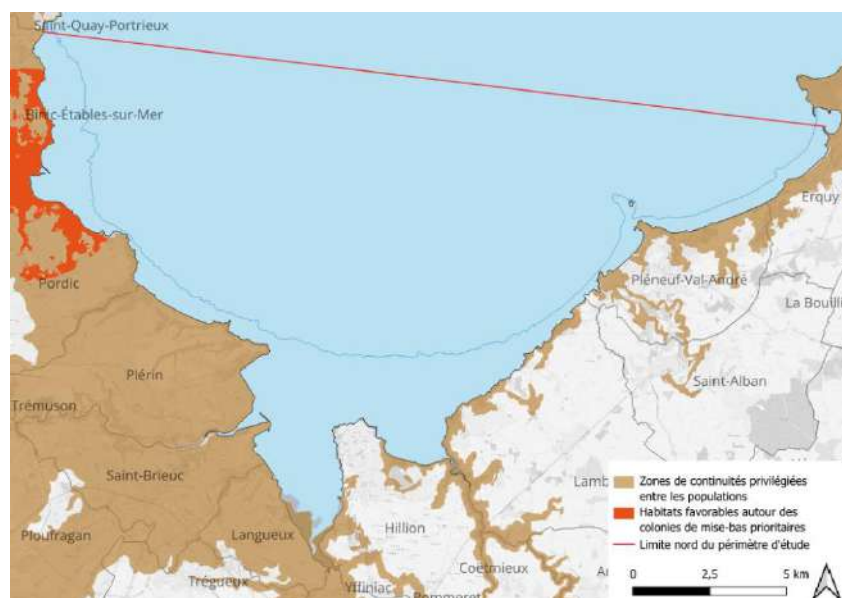 Saint-Quay-Portrieux
Binic-Étables-sur-Mer
Erquy
Pordic
Pléneuf-Val-André
La Bouill
Plérin
Saint-Alban
Trémuson
Saint-Brieuc
Lamb
Ploufragan
Langueux
Hillion
Trégueux
Coëtmieux
Yffiniac
Pommeret
Zones de continuités privilégiées
entre les populations
Habitats favorables autour des
colonies de mise-bas prioritaires
Limite nord du périmètre d'étude
0 2,5 5 km